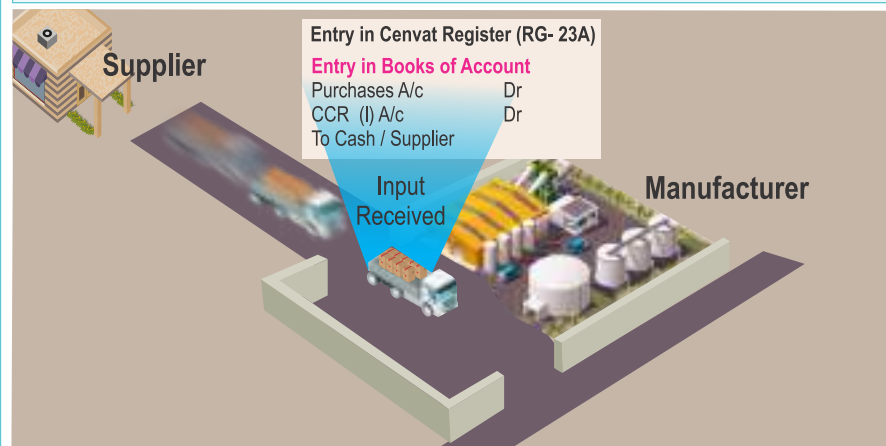 Entry in Cenvat Register (RG- 23A)
Entry in Books of Account
Purchases A/c Dr
CCR (I) A/c Dr
To Cash / Supplier
Supplier
Input
Received
Manufacturer